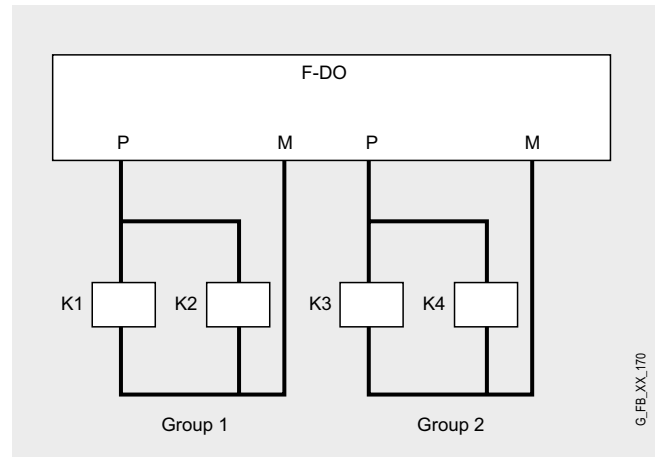 F-DO
P M P M
K1 K2 K3 K4
Group 1 Group 2
G_FB_XX_170